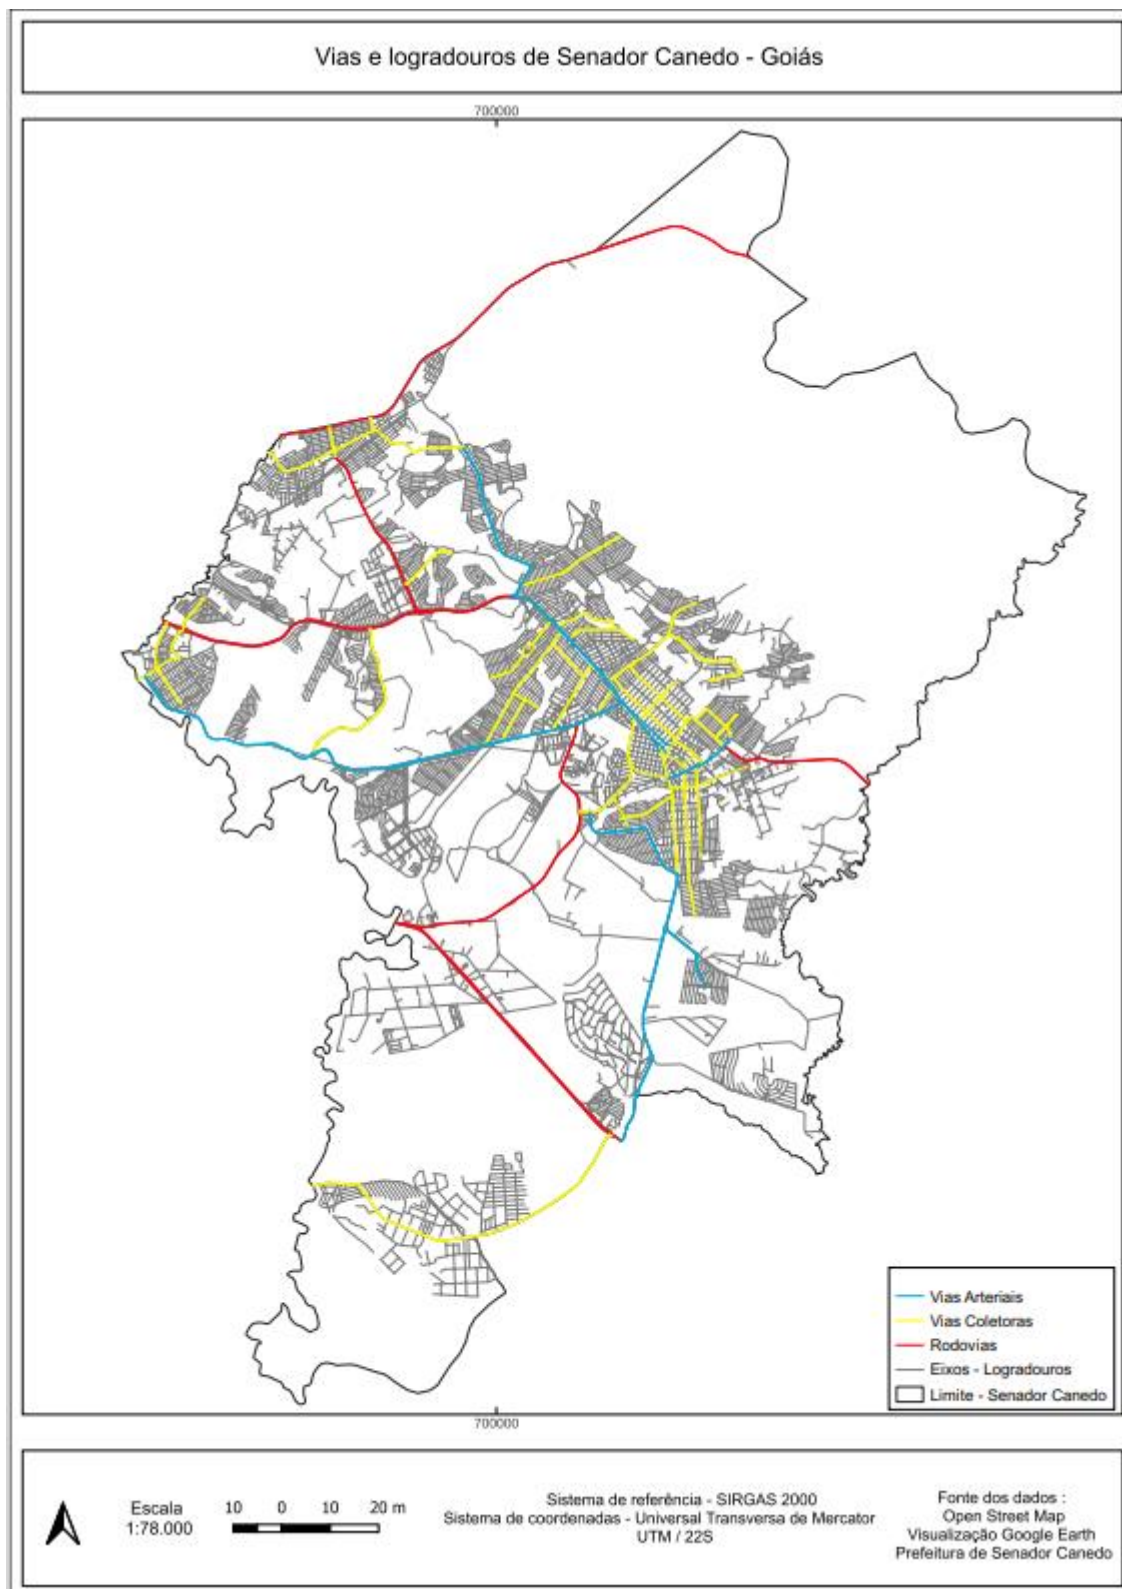 Vias e logradouros de Senador Canedo - Goiás
700000
Vias Arteriais
Vias Coletoras
Rodovias
Eixos - Logradouros
Limite - Senador Canedo
700000
Escala
1:78.000
10 0 10 20 m
Sistema de referência - SIRGAS 2000
Sistema de coordenadas - Universal Transversa de Mercator
UTM / 22S
Fonte dos dados :
Open Street Map
Visualização Google Earth
Prefeitura de Senador Canedo